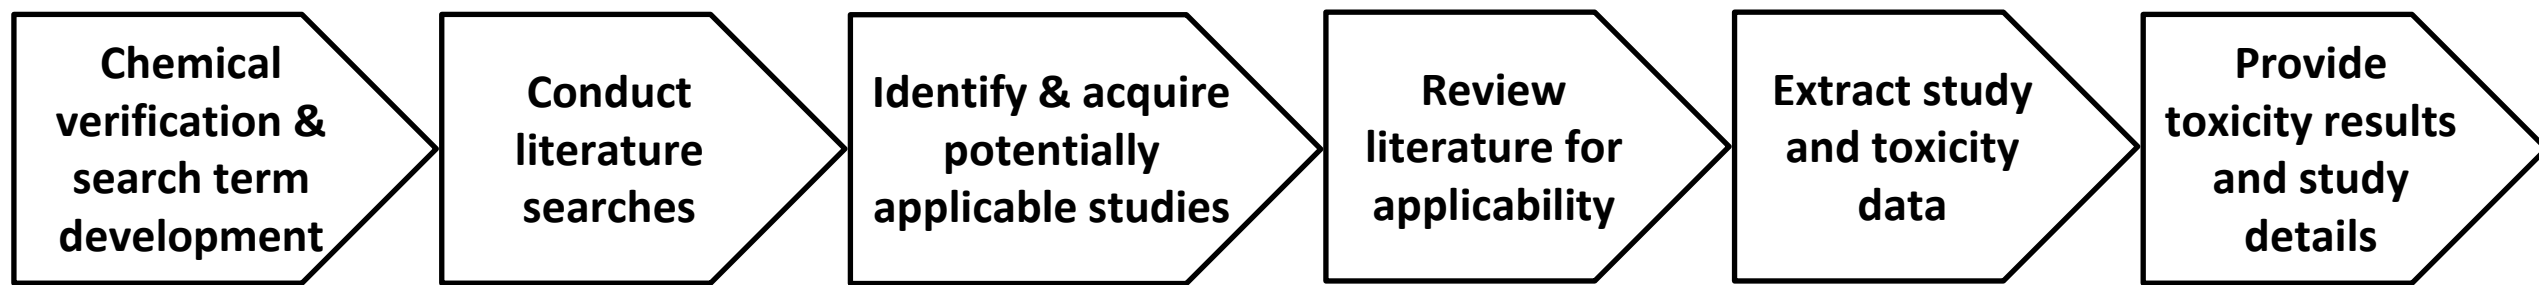 Chemical
verification &
search term
development
Conduct
literature
searches
Identify & acquire
potentially
applicable studies
Review
literature for
applicability
Extract study
and toxicity
data
Provide
toxicity results
and study
details